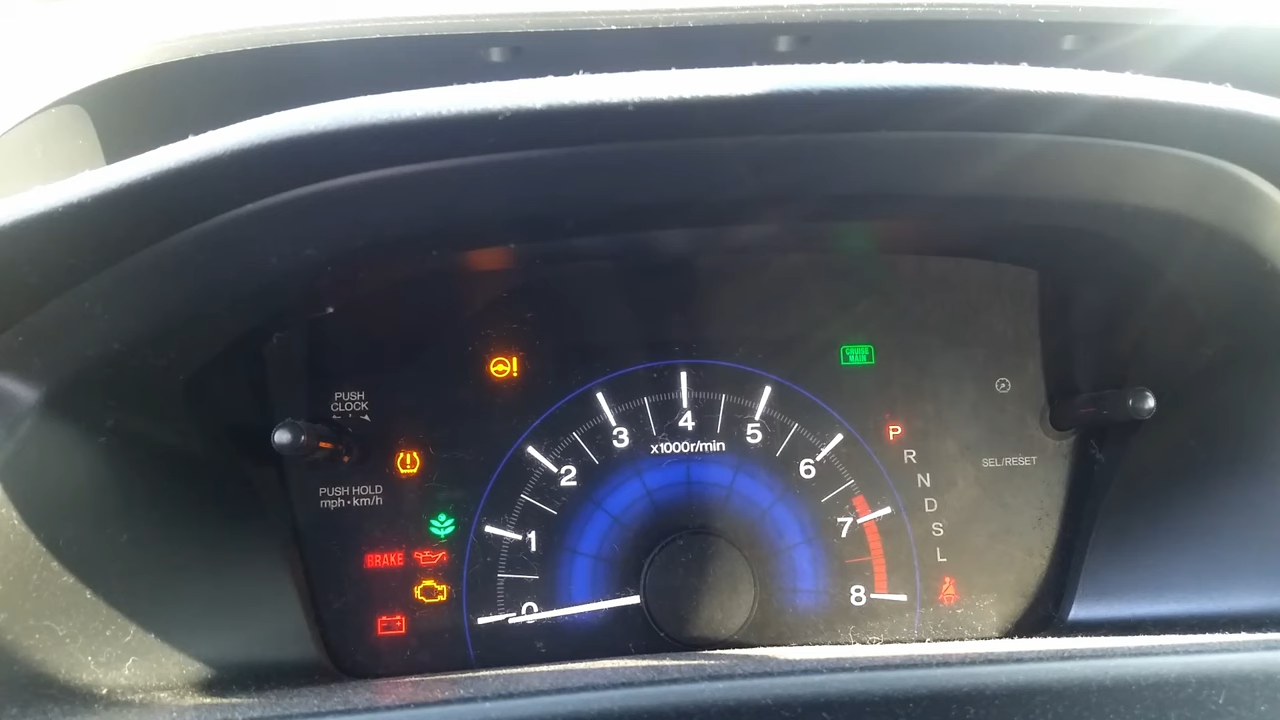 CRUISE
MAIN
PUSH
CLOCK
PUSH HOLD
mph•km/h
BRAKE
0
1
2
3
4
5
6
7
8
x1000r/min
P
R
N
D
S
L
SEL/RESET